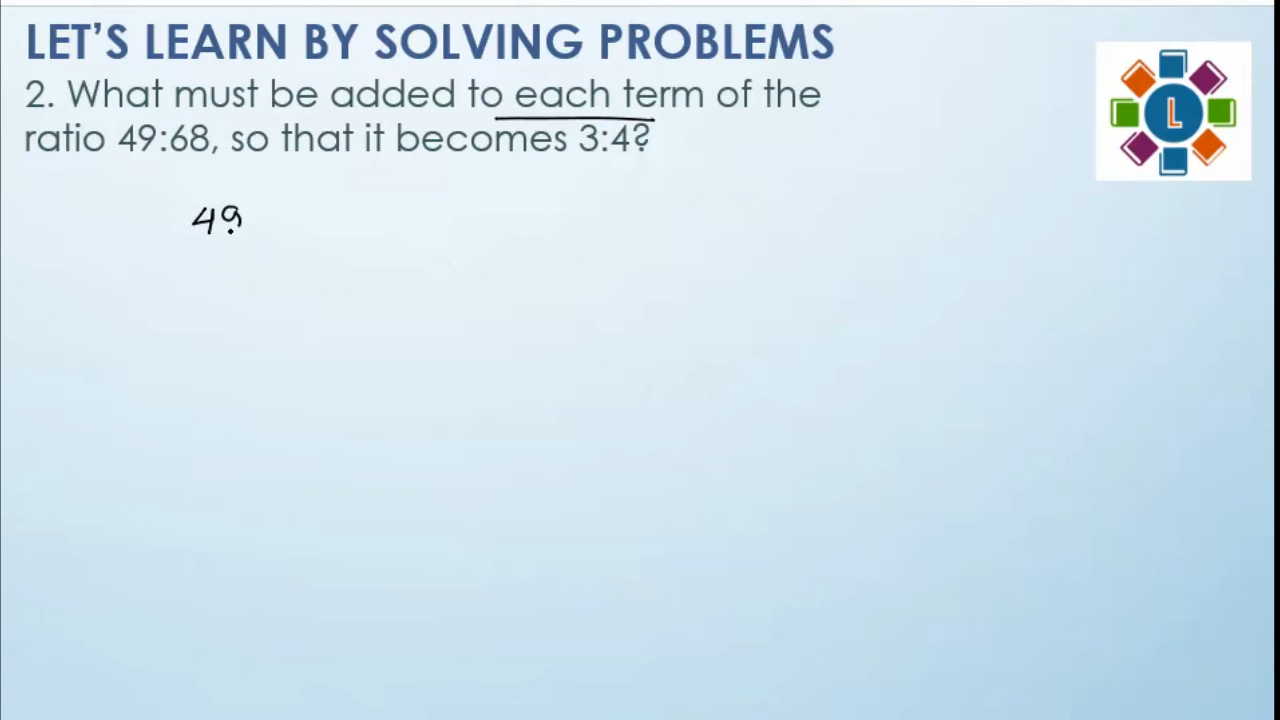 LET’S LEARN BY SOLVING PROBLEMS
2. What must be added to each term of the
ratio 49:68, so that it becomes 3:4?
49
L